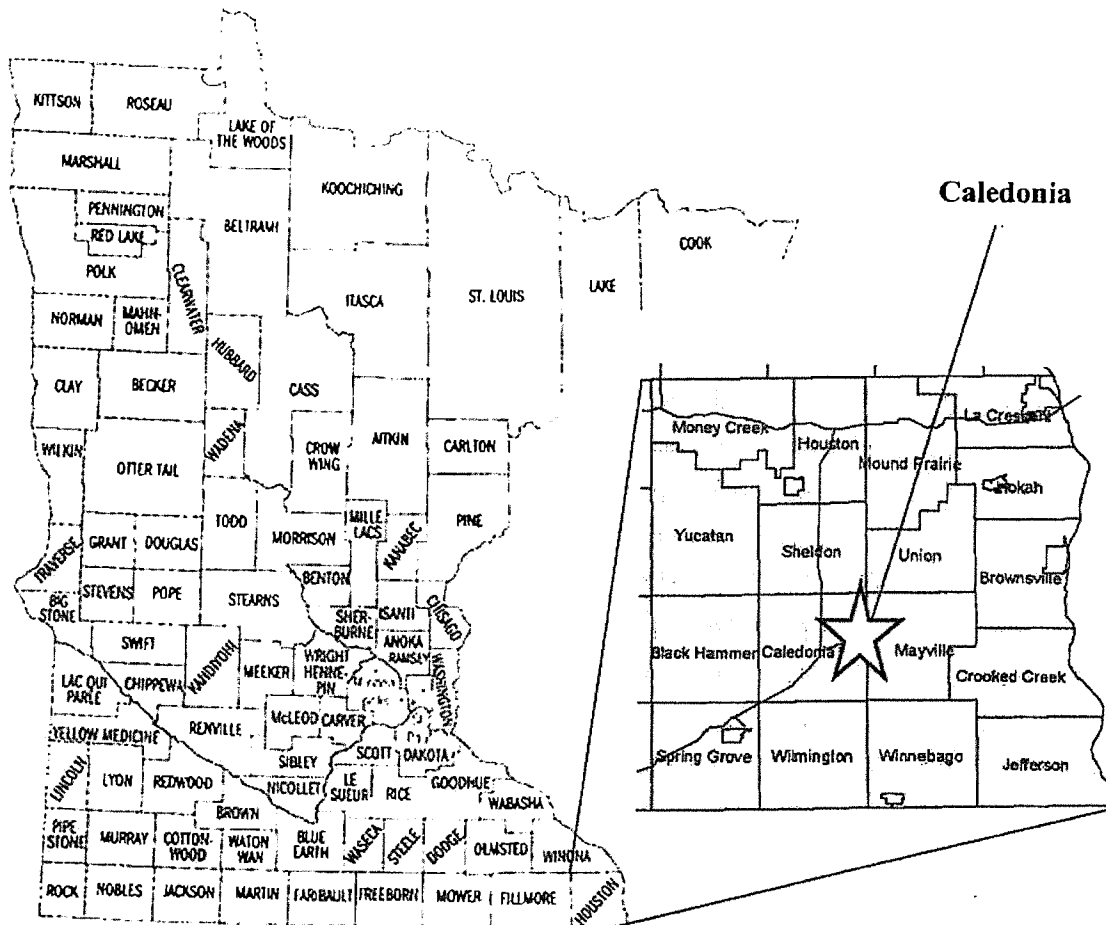 KITTSON
ROSEAU
LAKE OF
THE WOODS
MARSHALL
KOOCHICHING
PENNINGTON
BELTRAMI
RED LAKE
POLK
CLEARWATER
COOK
LAKE
ST. LOUIS
ITASCA
NORMAN
MAHN-
OMEN
HUBBARD
CLAY
BECKER
CASS
WADENA
AITKIN
CARLTON
CROW
WING
WILKIN
OTTER TAIL
TODD
MILLE
LACS
KANABEC
PINE
MORRISON
TRAVERSE
GRANT
DOUGLAS
BENTON
BIG
STONE
STEVENS
POPE
STEARNS
SHER-
BURNE
ISANTI
CHISAGO
ANOKA
RAMSEY
WASHINGTON
SWIFT
KANDIYOHI
MEEKER
WRIGHT
HENNE-
PIN
LAC QUI
PARLE
CHIPPEWA
McLEOD
CARVER
RENVILLE
YELLOW MEDICINE
SCOTT
DAKOTA
SIBLEY
LINCOLN
LYON
REDWOOD
NICOLLET
LE
SUEUR
RICE
GOODHUE
WABASHA
BROWN
PIPE
STONE
MURRAY
COTTON-
WOOD
WATON
WAN
BLUE
EARTH
WASECA
STEELE
DODGE
OLMSTED
WINONA
ROCK
NOBLES
JACKSON
MARTIN
FARIBAULT
FREEBORN
MOWER
FILLMORE
HOUSTON
Caledonia
Money Creek
Houston
La Crescent
Mound Prairie
Hokah
Yucatan
Sheldon
Union
Brownsville
Black Hammer
Caledonia
Mayville
Crooked Creek
Spring Grove
Wilmington
Winnebago
Jefferson